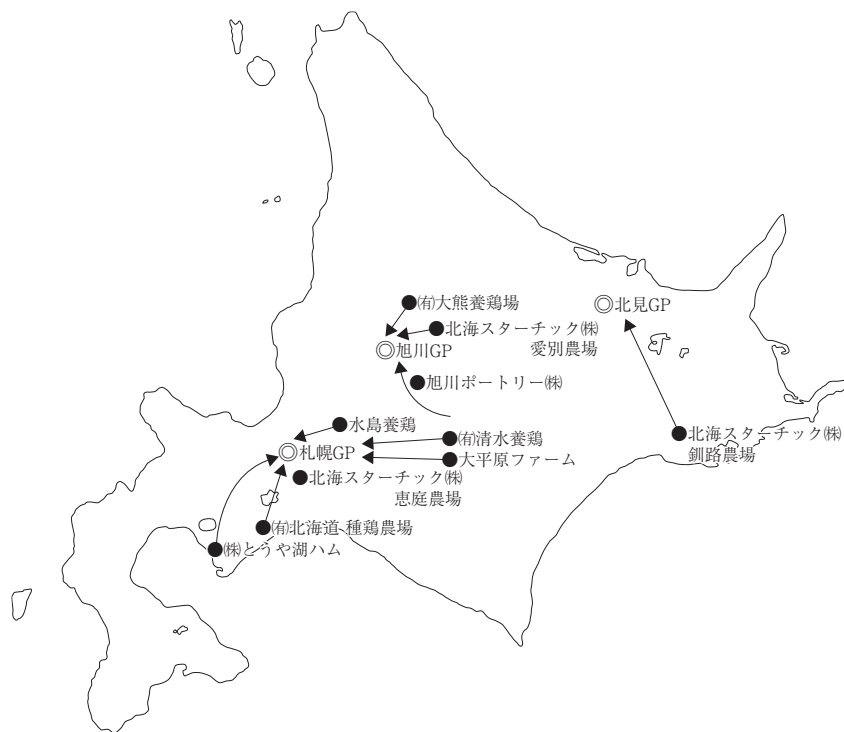 ●㈲大熊養鶏場
◎北見GP
●北海スターチック㈱
愛別農場
◎旭川GP
●旭川ポートリー㈱
●水島養鶏
●㈲清水養鶏
◎札幌GP
●大平原ファーム
●北海スターチック㈱
釧路農場
●北海スターチック㈱
恵庭農場
●㈲北海道種鶏農場
●㈱とうや湖ハム